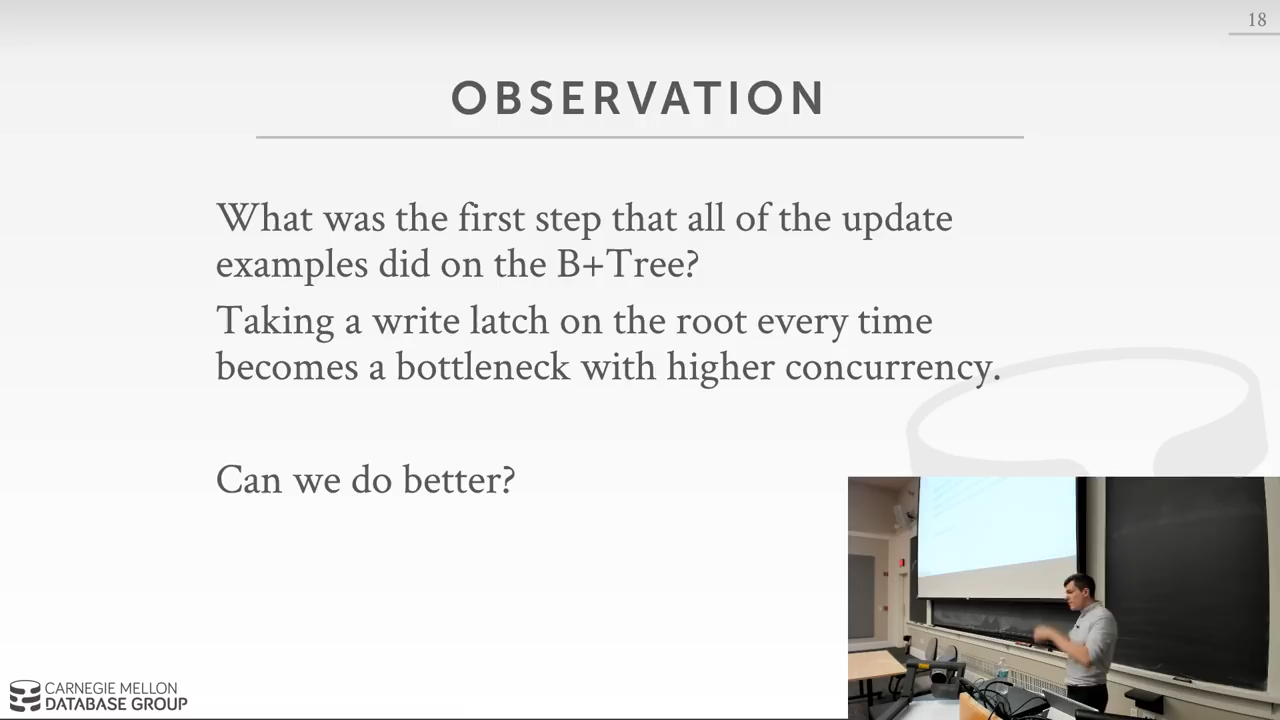 18
OBSERVATION
What was the first step that all of the update
examples did on the B+Tree?
Taking a write latch on the root every time
becomes a bottleneck with higher concurrency.
Can we do better?
CARNEGIE MELLON
DATABASE GROUP